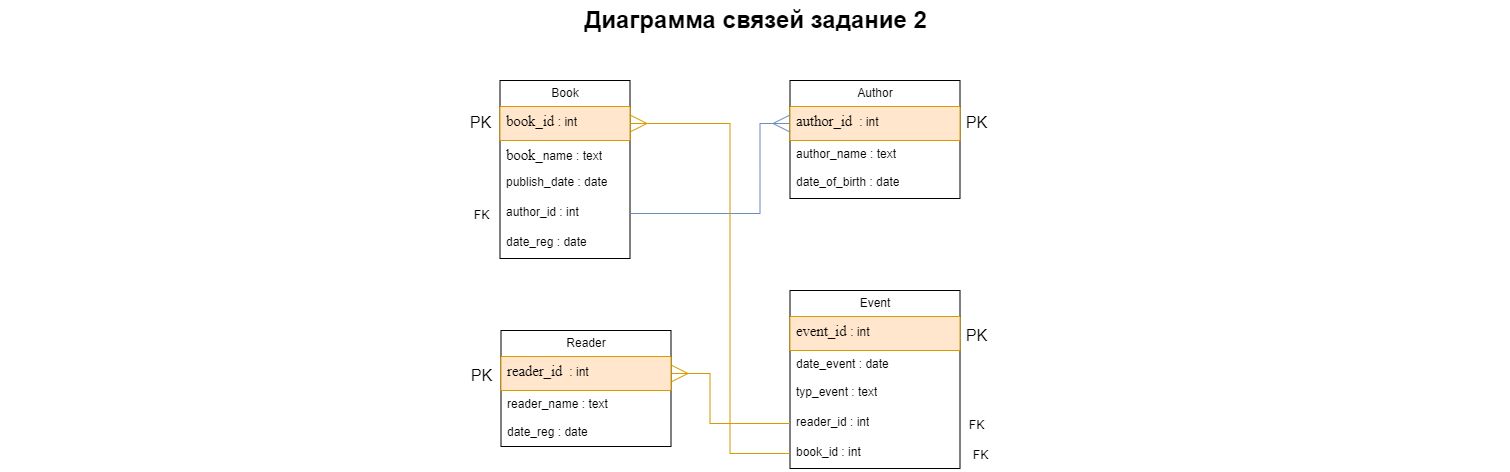 Диаграмма связей задание 2
Book
PK
book_id : int
book_name : text
publish_date : date
FK
author_id : int
date_reg : date
Author
author_id : int
PK
author_name : text
date_of_birth : date
Reader
PK
reader_id : int
reader_name : text
date_reg : date
Event
event_id : int
PK
date_event : date
typ_event : text
reader_id : int
FK
book_id : int
FK